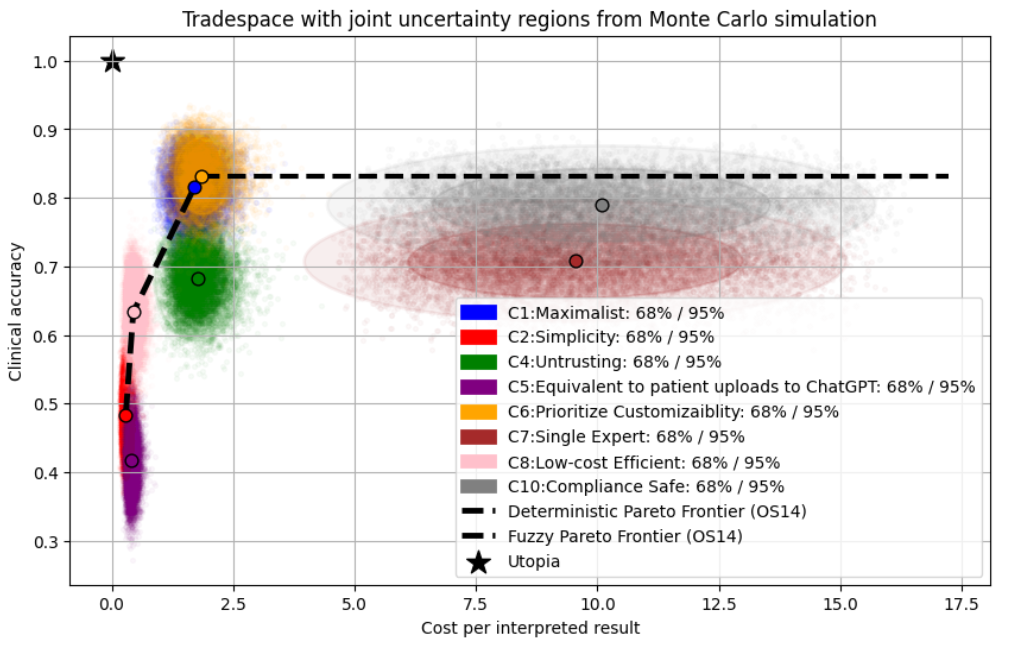 Tradespace with joint uncertainty regions from Monte Carlo simulation
Clinical accuracy
1.0
0.9
0.8
0.7
0.6
0.5
0.4
0.3
C1:Maximalist: 68% / 95%
C2:Simplicity: 68% / 95%
C4:Untrusting: 68% / 95%
C5:Equivalent to patient uploads to ChatGPT: 68% / 95%
C6:Prioritize Customizaiblity: 68% / 95%
C7:Single Expert: 68% / 95%
C8:Low-cost Efficient: 68% / 95%
C10:Compliance Safe: 68% / 95%
Deterministic Pareto Frontier (OS14)
Fuzzy Pareto Frontier (OS14)
Utopia
0.0 2.5 5.0 7.5 10.0 12.5 15.0 17.5
Cost per interpreted result